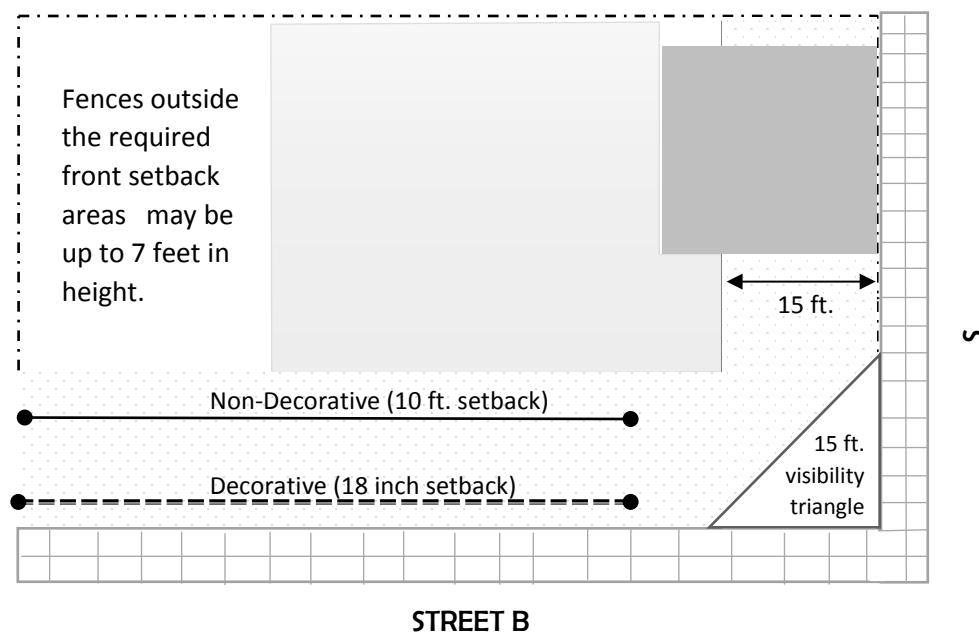 Fences outside
the required
front setback
areas may be
up to 7 feet in
height.
15 ft.
Non-Decorative (10 ft. setback)
15 ft.
visibility
triangle
Decorative (18 inch setback)
STREET B